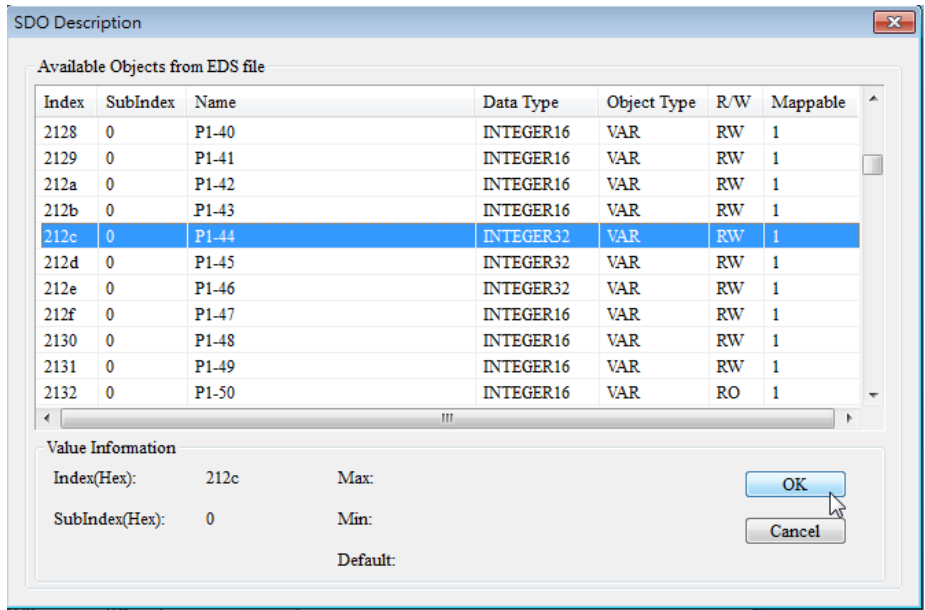 SDO Description
Available Objects from EDS file
Index SubIndex Name Data Type Object Type R/W Mappable
2128 0 P1-40 INTEGER16 VAR RW 1
2129 0 P1-41 INTEGER16 VAR RW 1
212a 0 P1-42 INTEGER16 VAR RW 1
212b 0 P1-43 INTEGER16 VAR RW 1
212c 0 P1-44 INTEGER32 VAR RW 1
212d 0 P1-45 INTEGER32 VAR RW 1
212e 0 P1-46 INTEGER32 VAR RW 1
212f 0 P1-47 INTEGER16 VAR RW 1
2130 0 P1-48 INTEGER16 VAR RW 1
2131 0 P1-49 INTEGER16 VAR RW 1
2132 0 P1-50 INTEGER16 VAR RO 1
Value Information
Index(Hex): 212c Max:
OK
SubIndex(Hex): 0 Min:
Cancel
Default: